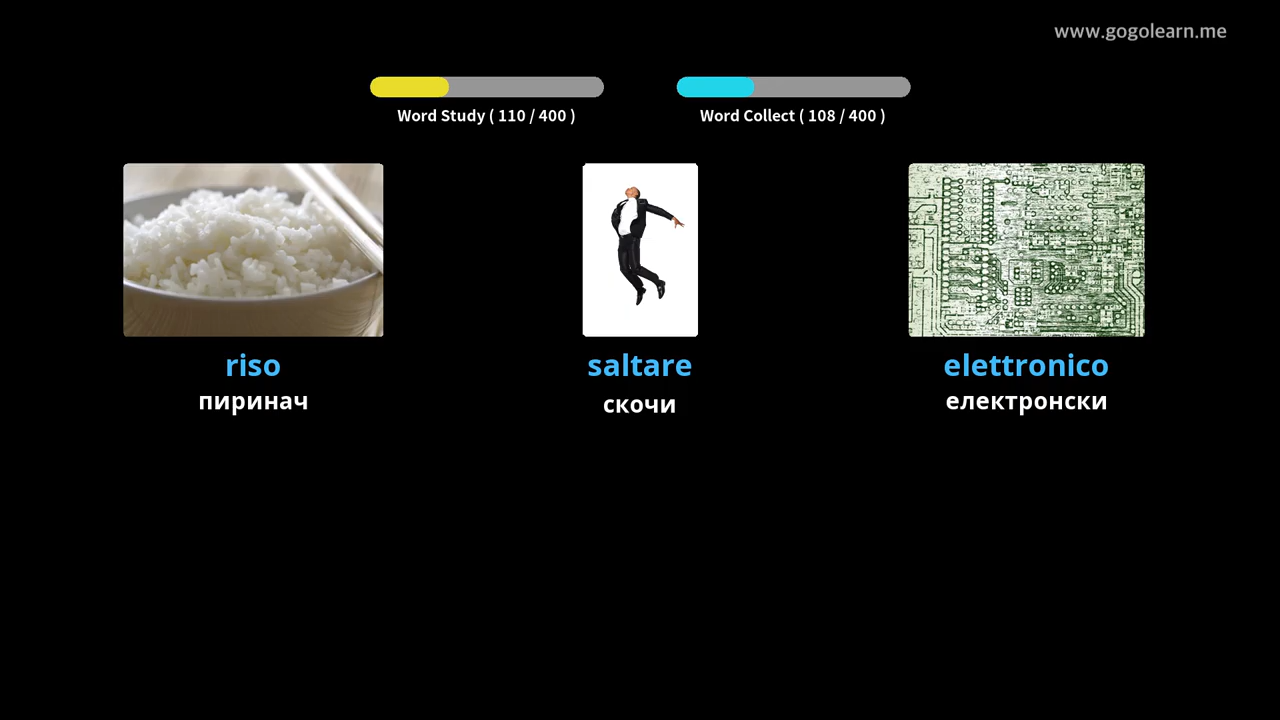 www.gogolearn.me
Word Study ( 110 / 400 )
Word Collect ( 108 / 400 )
riso
пиринач
saltare
скочи
elettronico
електронски